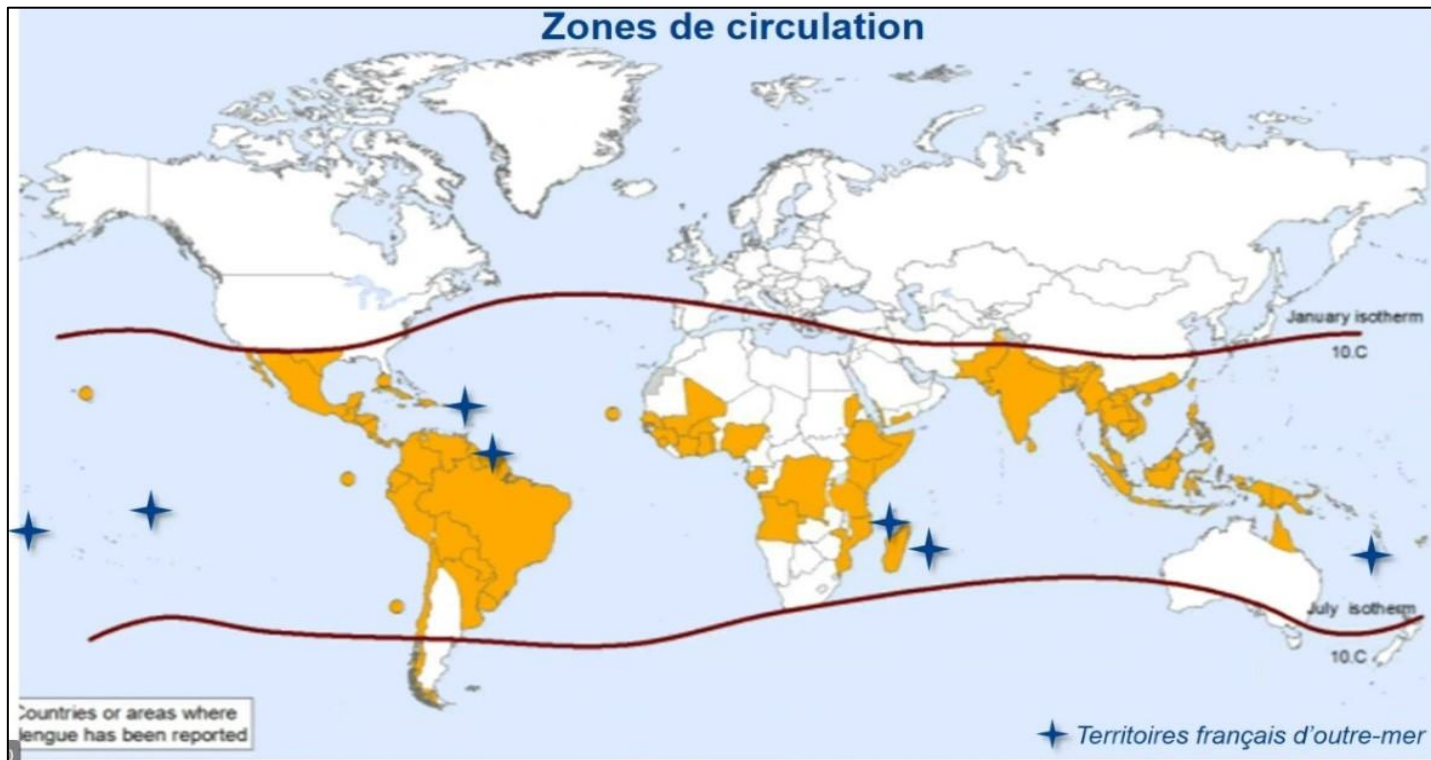 Zones de circulation
January isotherm
10.C
July isotherm
10.C
Countries or areas where
dengue has been reported
Territoires français d'outre-mer